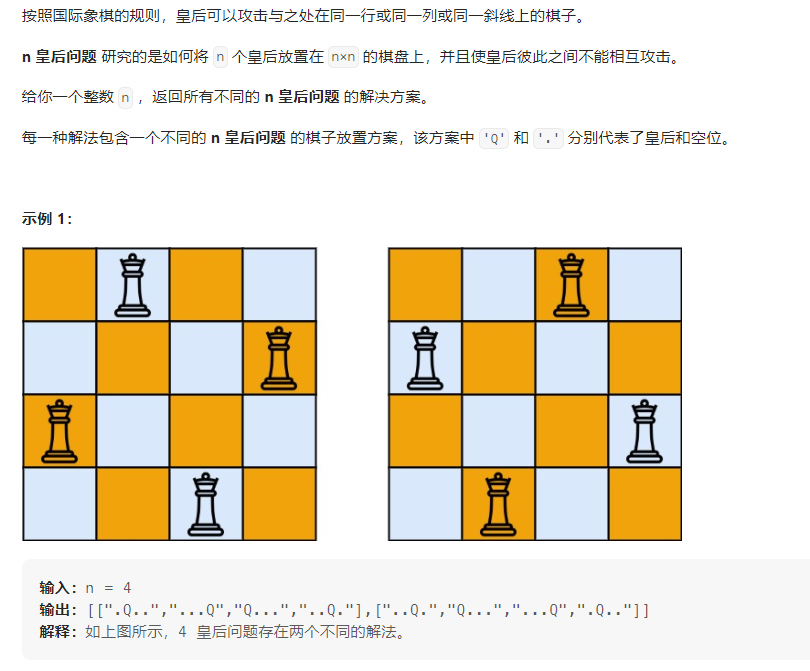 按照国际象棋的规则，皇后可以攻击与之处在同一行或同一列或同一斜线上的棋子。
n 皇后问题 研究的是如何将 n 个皇后放置在 n×n 的棋盘上，并且使皇后彼此之间不能相互攻击。
给你一个整数 n ，返回所有不同的 n 皇后问题 的解决方案。
每一种解法包含一个不同的 n 皇后问题 的棋子放置方案，该方案中 'Q' 和 '.' 分别代表了皇后和空位。
示例 1：
输入：n = 4
输出：[[".Q..","...Q","Q...","..Q."],["..Q.","Q...","...Q",".Q.."]]
解释：如上图所示，4 皇后问题存在两个不同的解法。